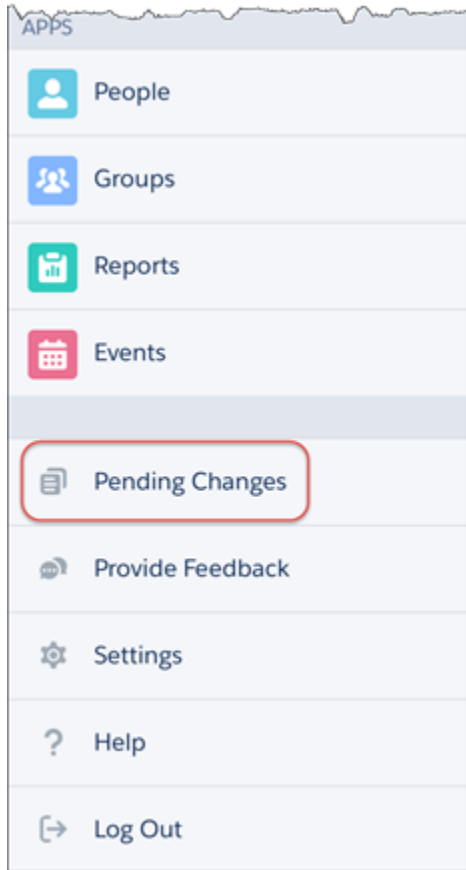 APPS
People
Groups
Reports
Events
Pending Changes
Provide Feedback
Settings
Help
Log Out